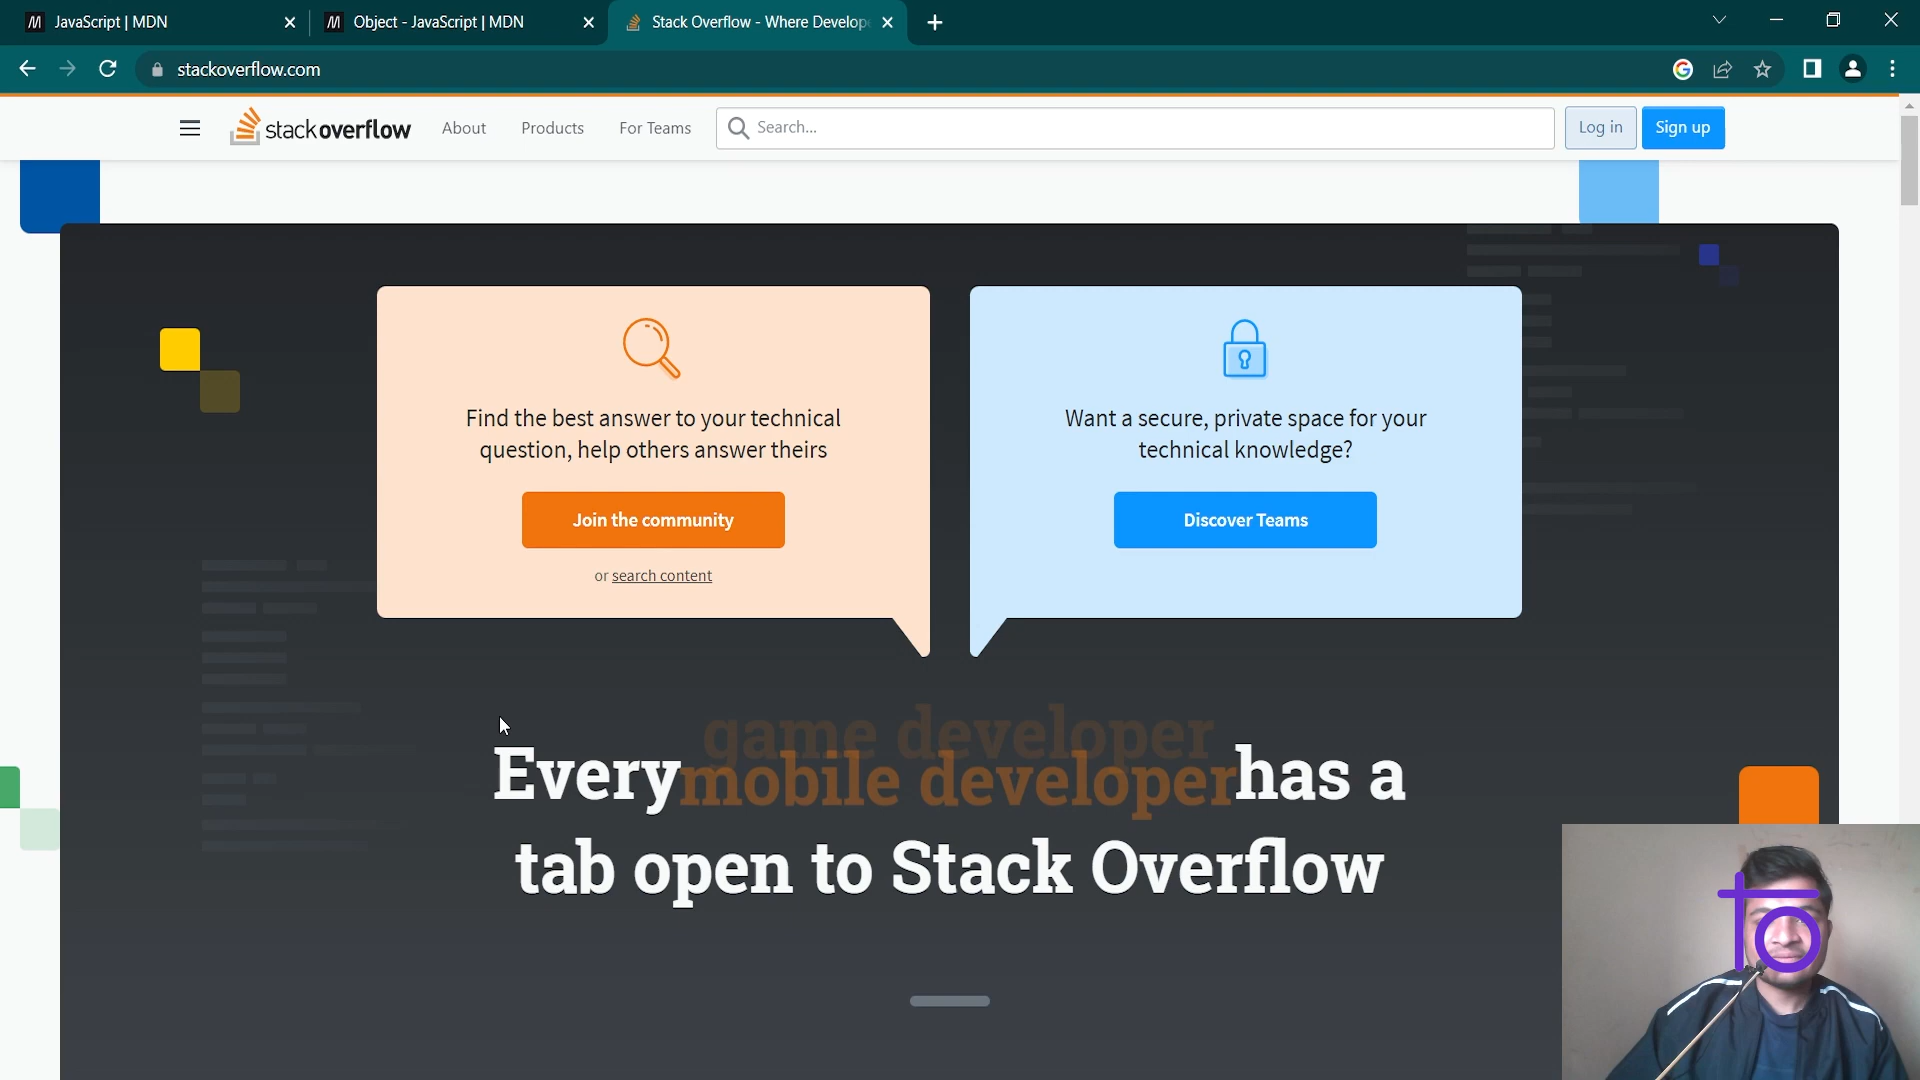 JavaScript | MDN
Object - JavaScript | MDN
Stack Overflow - Where Develop
stackoverflow.com
stackoverflow
About
Products
For Teams
Search...
Log in
Sign up
Find the best answer to your technical
question, help others answer theirs
Join the community
or search content
Want a secure, private space for your
technical knowledge?
Discover Teams
game developer
Every mobile developer has a
tab open to Stack Overflow
to